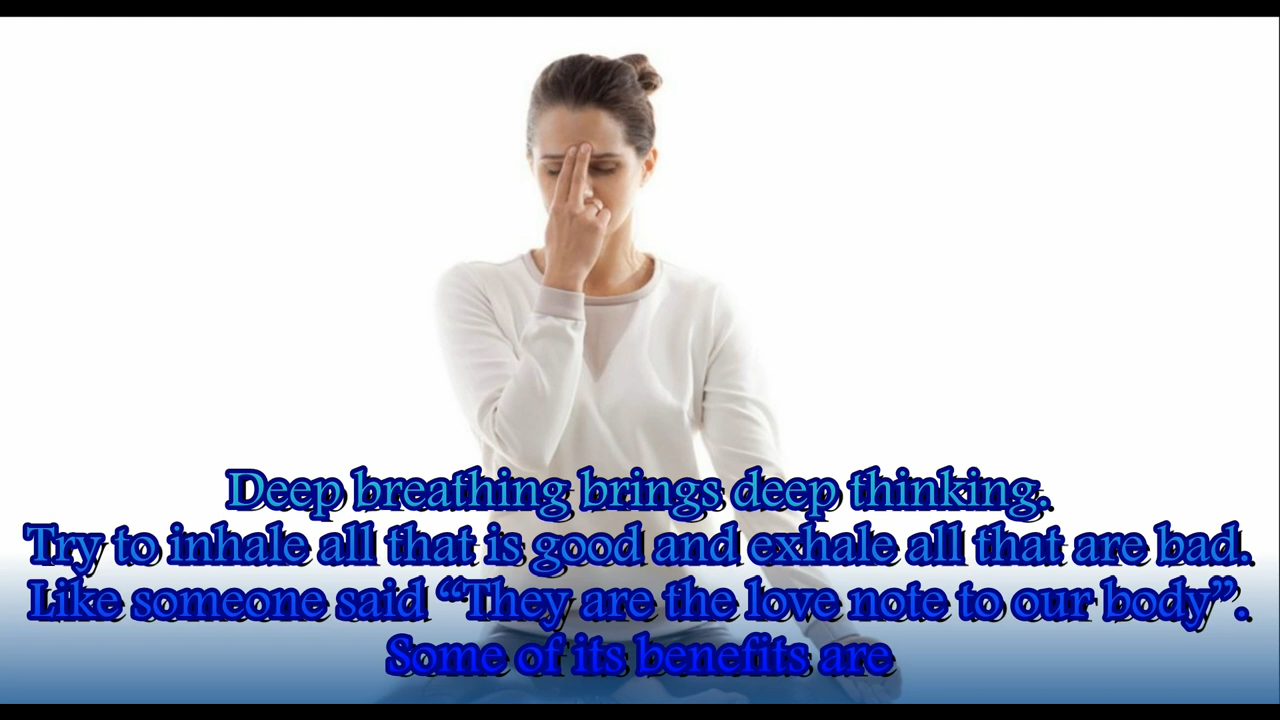 Deep breathing brings deep thinking.
Try to inhale all that is good and exhale all that are bad.
Like someone said “They are the love note to our body”.
Some of its benefits are